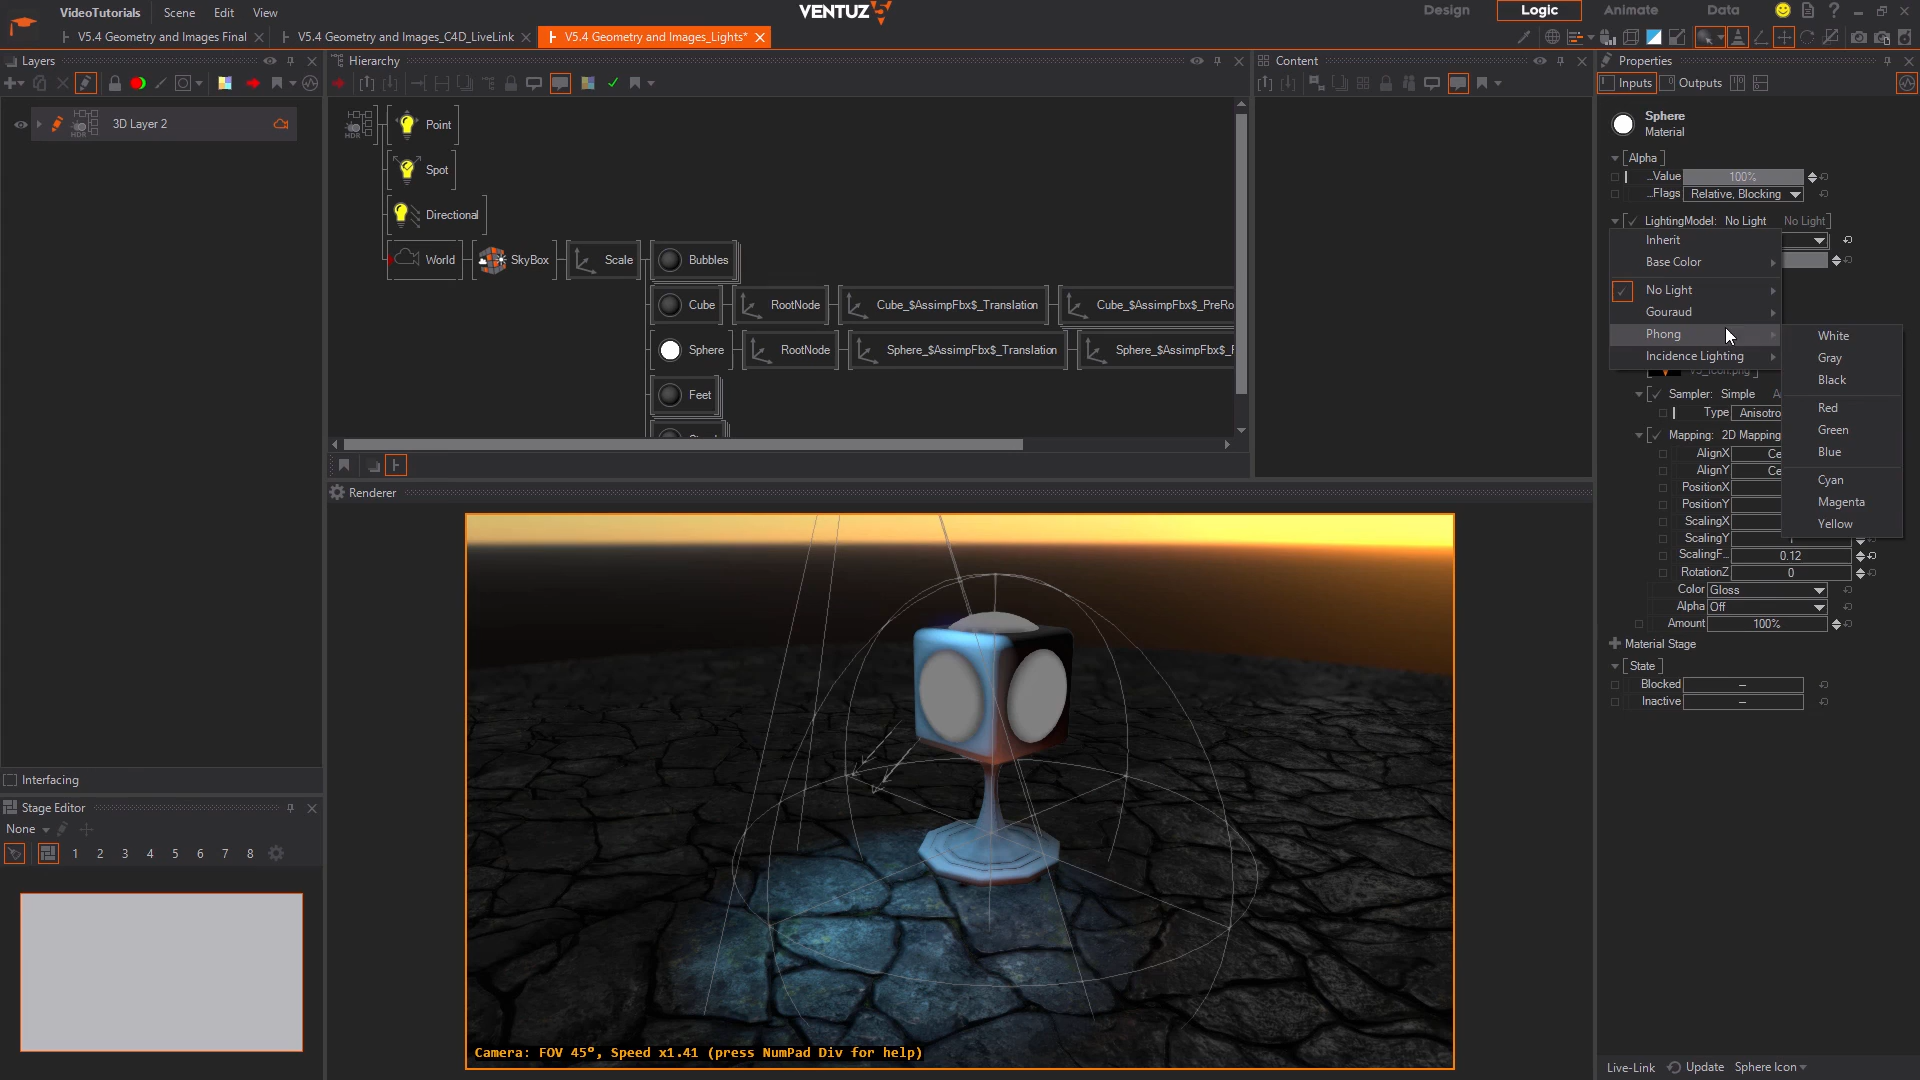 VideoTutorials
Scene
Edit
View
VENTUZ 5
Design
Logic
Animate
Data
V5.4 Geometry and Images Final
V5.4 Geometry and Images_C4D_LiveLink
V5.4 Geometry and Images_Lights*
Layers
3D Layer 2
Hierarchy
HDR
Point
Spot
Directional
World
SkyBox
Scale
Bubbles
Cube
RootNode
Cube_$AssimpFbx$_Translation
Cube_$AssimpFbx$_PreRo
Sphere
RootNode
Sphere_$AssimpFbx$_Translation
Sphere_$AssimpFbx$_F
Feet
Content
Properties
Inputs
Outputs
Sphere
Material
Alpha
...Value
100%
...Flags
Relative, Blocking
LightingModel: No Light
No Light
Inherit
Base Color
No Light
Gouraud
Phong
Incidence Lighting
White
Gray
Black
Red
Green
Blue
Cyan
Magenta
Yellow
V5_icon.png
Sampler: Simple
Type
Anisotro
Mapping: 2D Mapping
AlignX
Ce
AlignY
Ce
PositionX
PositionY
ScalingX
ScalingY
ScalingF...
0.12
RotationZ
0
Color
Gloss
Alpha
Off
Amount
100%
Material Stage
State
Blocked
–
Inactive
–
Renderer
Camera: FOV 45°, Speed x1.41 (press NumPad Div for help)
Interfacing
Stage Editor
None
1 2 3 4 5 6 7 8
Live-Link
Update
Sphere Icon